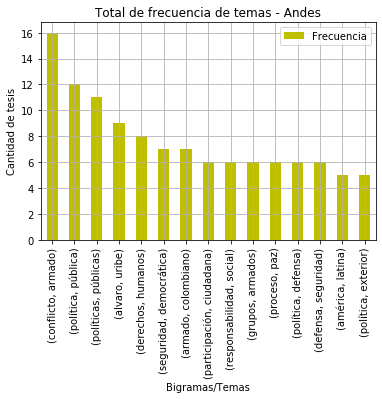 Total de frecuencia de temas - Andes
Frecuencia
Cantidad de tesis
16
14
12
10
8
6
4
2
0
(conflicto, armado)
(política, pública)
(políticas, públicas)
(alvaro, uribe)
(derechos, humanos)
(seguridad, democrática)
(armado, colombiano)
(participación, ciudadana)
(responsabilidad, social)
(grupos, armados)
(proceso, paz)
(política, defensa)
(defensa, seguridad)
(américa, latina)
(política, exterior)
Bigramas/Temas